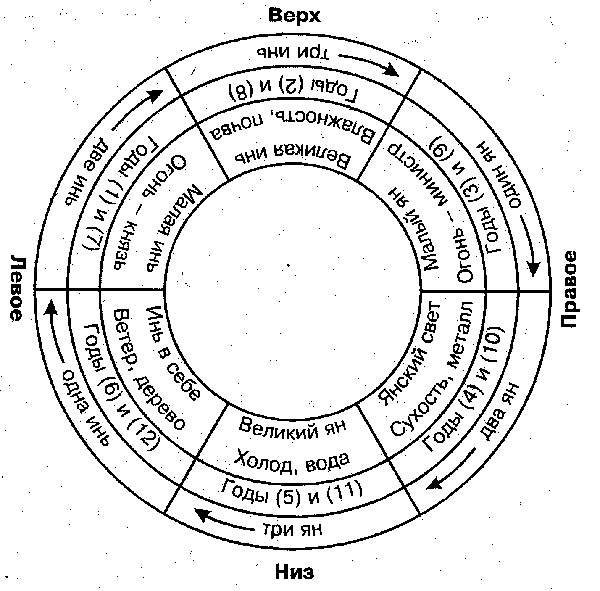 Верх
три инь
Годы (2) и (8)
Влажность, почва
Великая инь
один ян
Годы (3) и (9)
Огонь – министр
Малый ян
Правое
два ян
Годы (4) и (10)
Сухость, металл
Янский свет
Великий ян
Холод, вода
Годы (5) и (11)
три ян
Низ
одна инь
Годы (6) и (12)
Ветер, дерево
Инь в себе
Левое
две инь
Годы (1) и (7)
Огонь – князь
Малая инь